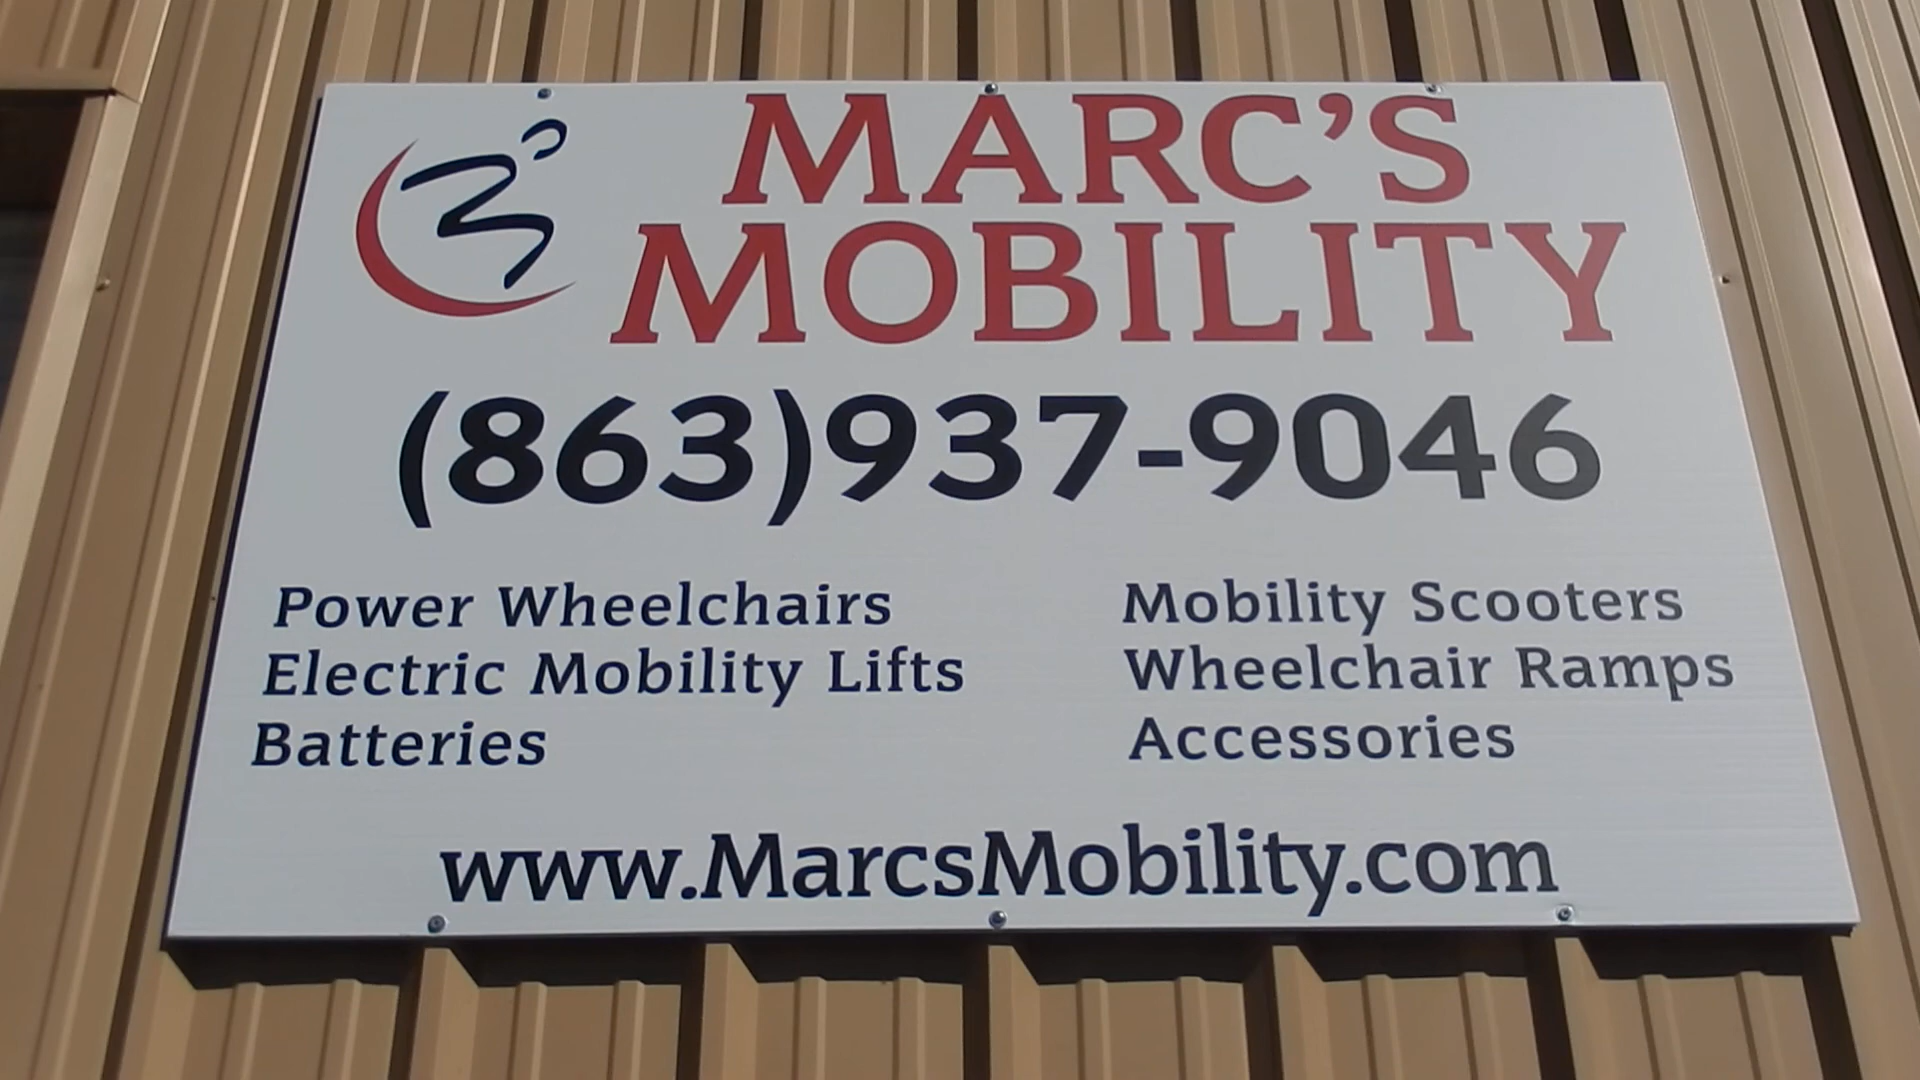 MARC'S
MOBILITY
(863)937-9046
Power Wheelchairs
Electric Mobility Lifts
Batteries
Mobility Scooters
Wheelchair Ramps
Accessories
www.MarcsMobility.com